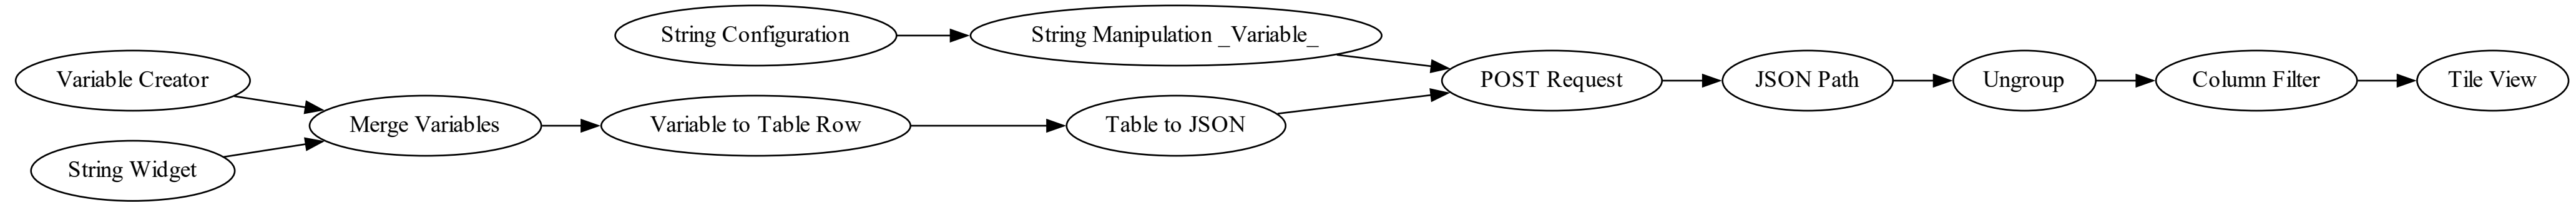 String Configuration
String Manipulation _Variable_
Variable Creator
POST Request
JSON Path
Ungroup
Column Filter
Tile View
Merge Variables
Variable to Table Row
Table to JSON
String Widget